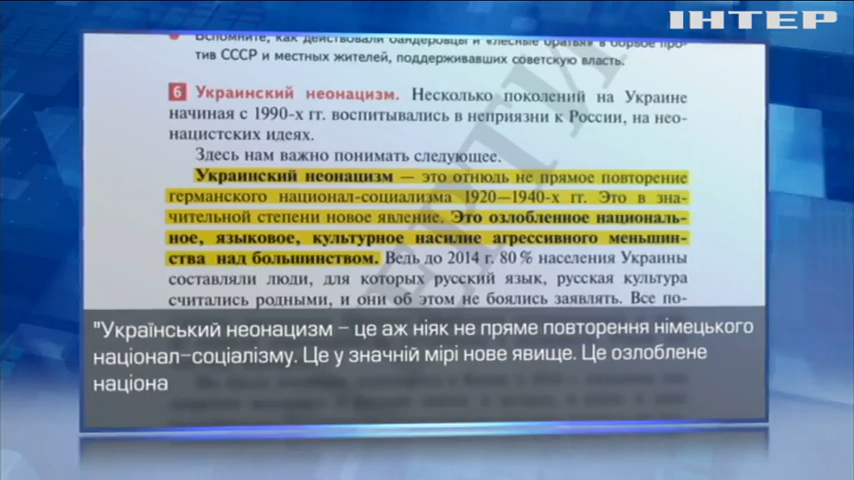 ІНТЕР
Вспомните, как действовали бандеровцы и «лесные братья» в борьбе про-
тив СССР и местных жителей, поддерживавших советскую власть.
6 Украинский неонацизм. Несколько поколений на Украине
начиная с 1990-х гг. воспитывались в неприязни к России, на нео-
нацистских идеях.
Здесь нам важно понимать следующее.
Украинский неонацизм — это отнюдь не прямое повторение
германского национал-социализма 1920—1940-х гг. Это в зна-
чительной степени новое явление. Это озлобленное националь-
ное, языковое, культурное насилие агрессивного меньшин-
ства над большинством. Ведь до 2014 г. 80 % населения Украины
составляли люди, для которых русский язык, русская культура
считались родными, и они об этом не боялись заявлять. Все по-
"Український неонацизм – це аж ніяк не пряме повторення німецького
націонал–соціалізму. Це у значній мірі нове явище. Це озлоблене
націона